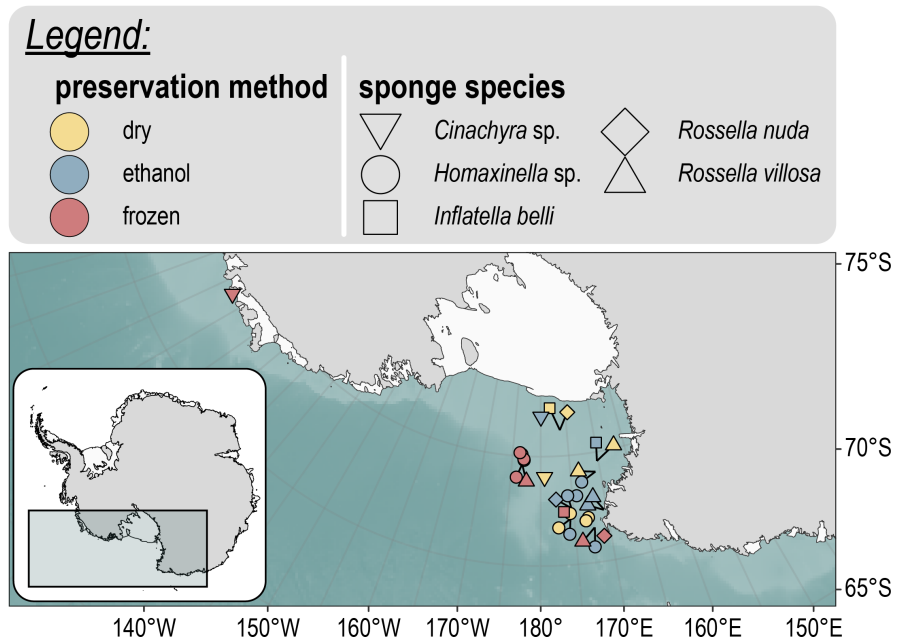 Legend:
preservation method
dry
ethanol
frozen
sponge species
Cinachyra sp.
Homaxinella sp.
Inflatella belli
Rossella nuda
Rossella villosa
75°S
70°S
65°S
140°W 150°W 160°W 170°W 180° 170°E 160°E 150°E